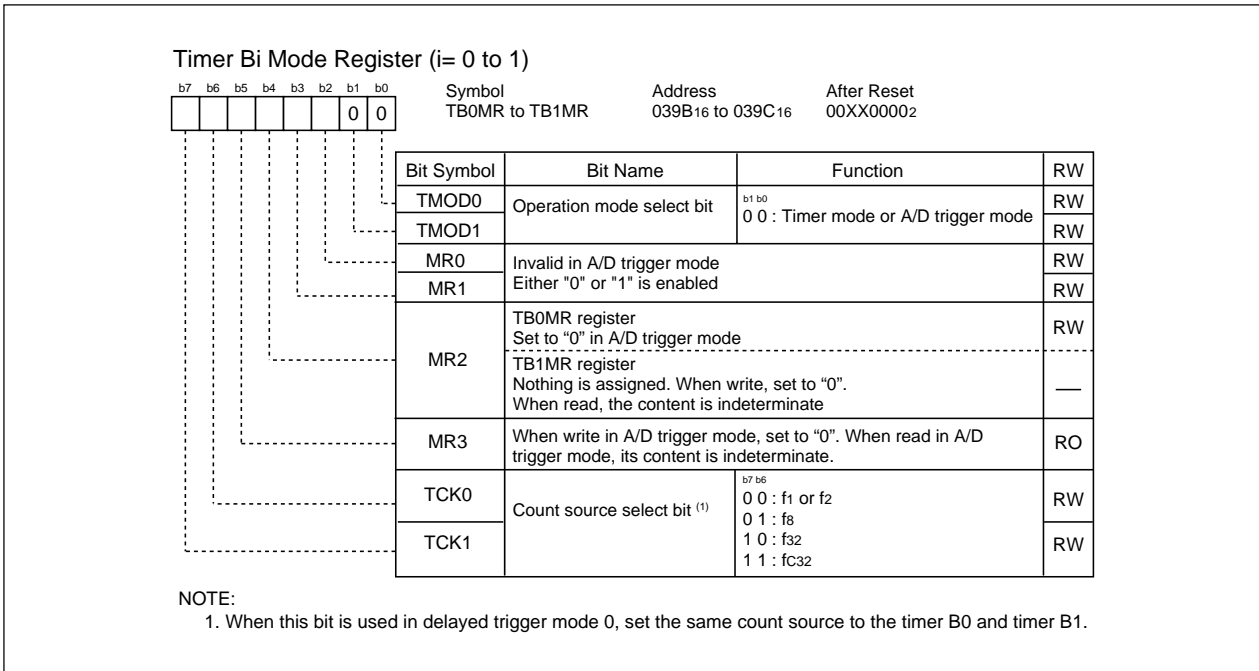 Timer Bi Mode Register (i= 0 to 1)
b7 b6 b5 b4 b3 b2 b1 b0
0 0
Symbol Address After Reset
TB0MR to TB1MR 039B16 to 039C16 00XX00002
Bit Symbol Bit Name Function RW
TMOD0 RW
Operation mode select bit
b1 b0
0 0 : Timer mode or A/D trigger mode
TMOD1 RW
MR0 RW
Invalid in A/D trigger mode
Either "0" or "1" is enabled
MR1 RW
MR2
TB0MR register
Set to “0” in A/D trigger mode
RW
TB1MR register
Nothing is assigned. When write, set to “0”.
When read, the content is indeterminate
—
MR3
When write in A/D trigger mode, set to “0”. When read in A/D
trigger mode, its content is indeterminate.
RO
TCK0 RW
Count source select bit (1)
b7 b6
0 0 : f1 or f2
0 1 : f8
1 0 : f32
1 1 : fC32
TCK1 RW
NOTE:
1. When this bit is used in delayed trigger mode 0, set the same count source to the timer B0 and timer B1.